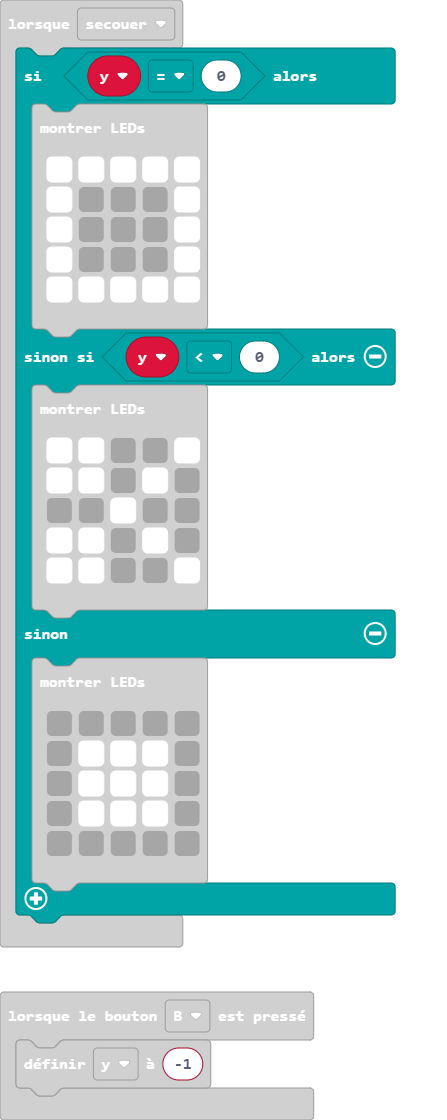 lorsque secouer
si y = 0 alors
montrer LEDs
sinon si y < 0 alors
montrer LEDs
sinon
montrer LEDs
lorsque le bouton B est pressé
définir y à -1